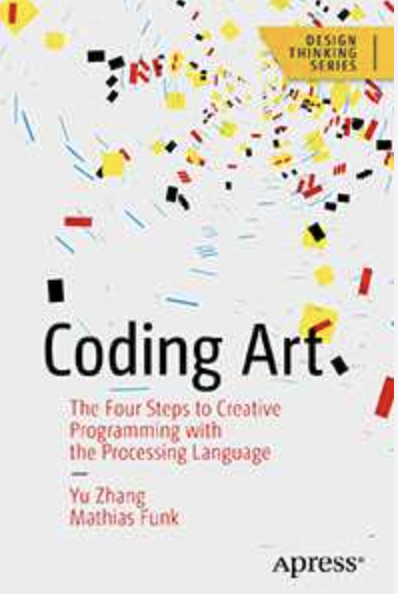 DESIGN
THINKING
SERIES
Coding Art
The Four Steps to Creative
Programming with
the Processing Language
Yu Zhang
Mathias Funk
Apress®